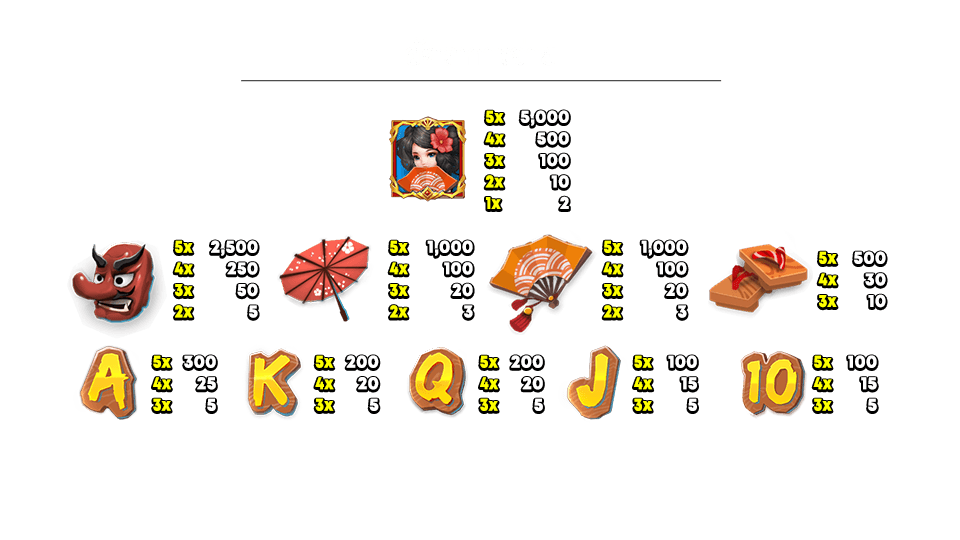 5x 5,000
4x 500
3x 100
2x 10
1x 2
5x 2,500
4x 250
3x 50
2x 5
5x 1,000
4x 100
3x 20
2x 3
5x 1,000
4x 100
3x 20
2x 3
5x 500
4x 30
3x 10
A
5x 300
4x 25
3x 5
K
5x 200
4x 20
3x 5
Q
5x 200
4x 20
3x 5
J
5x 100
4x 15
3x 5
10
5x 100
4x 15
3x 5